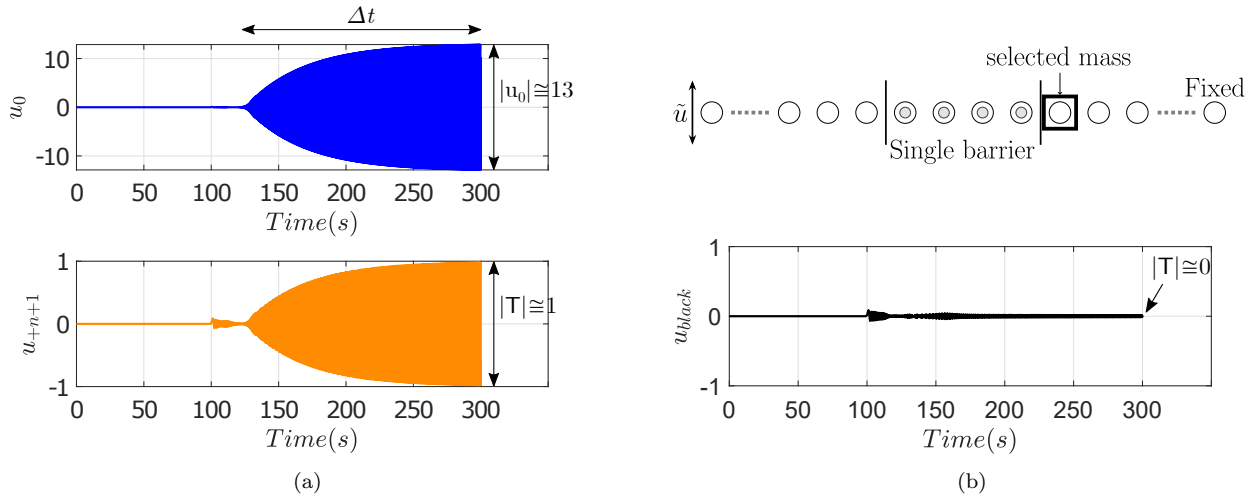 Δt
10
0
-10
u₀
|u₀|≅13
0 50 100 150 200 250 300
Time(s)
1
0
-1
u₊ₙ₊₁
|T|≅1
0 50 100 150 200 250 300
Time(s)
(a)
selected mass
Fixed
ũ
Single barrier
1
0
-1
u_black
|T|≅0
0 50 100 150 200 250 300
Time(s)
(b)